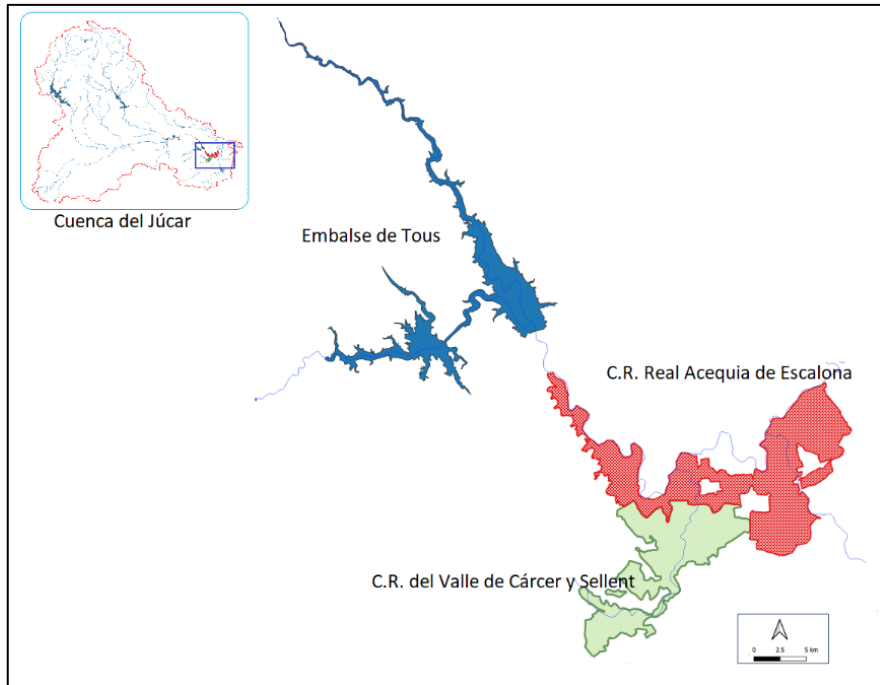 Cuenca del Júcar
Embalse de Tous
C.R. Real Acequia de Escalona
C.R. del Valle de Cárcer y Sellent
0 2.5 5 km